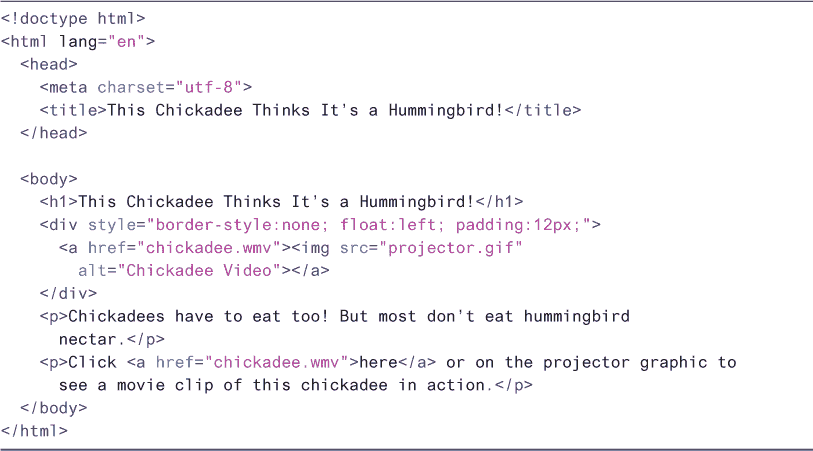 <!doctype html>
<html lang="en">
<head>
<meta charset="utf-8">
<title>This Chickadee Thinks It's a Hummingbird!</title>
</head>
<body>
<h1>This Chickadee Thinks It's a Hummingbird!</h1>
<div style="border-style:none; float:left; padding:12px;">
<a href="chickadee.wmv"><img src="projector.gif"
alt="Chickadee Video"></a>
</div>
<p>Chickadees have to eat too! But most don't eat hummingbird
nectar.</p>
<p>Click <a href="chickadee.wmv">here</a> or on the projector graphic to
see a movie clip of this chickadee in action.</p>
</body>
</html>